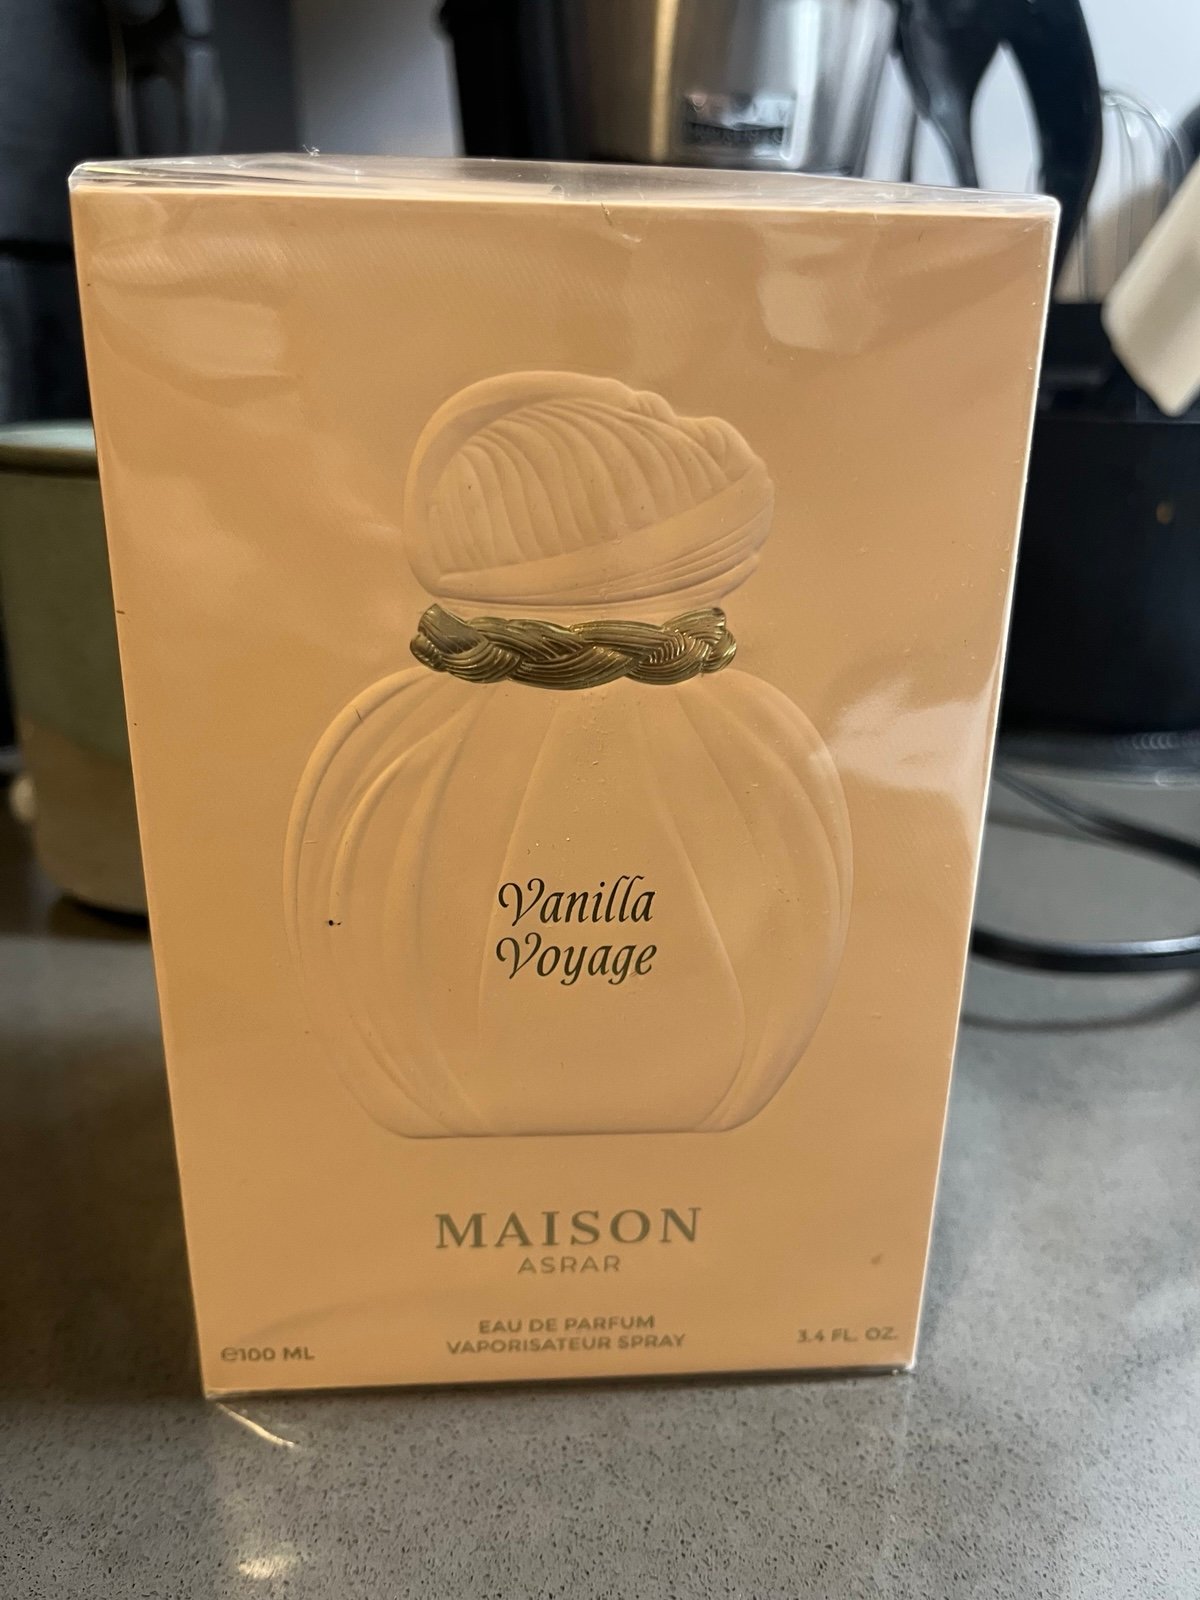 Vanilla
Voyage
MAISON
ASRAR
EAU DE PARFUM
VAPORISATEUR SPRAY
℮100 ML
3.4 FL. OZ.